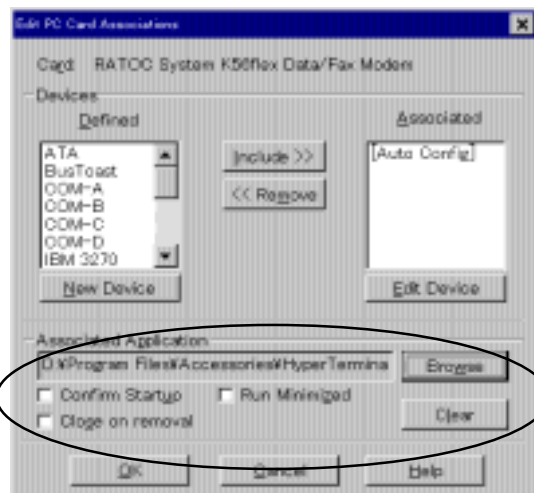 Edit PC Card Associations
Card: RATOC System K56flex Data/Fax Modem
Devices
Defined
Associated
ATA
BusToast
COM-A
COM-B
COM-C
COM-D
IBM 3270
Include >>
<< Remove
[Auto Config]
New Device
Edit Device
Associated Application
D:¥Program Files¥Accessories¥HyperTermina
Browse
Confirm Startup
Run Minimized
Close on removal
Clear
OK
Cancel
Help